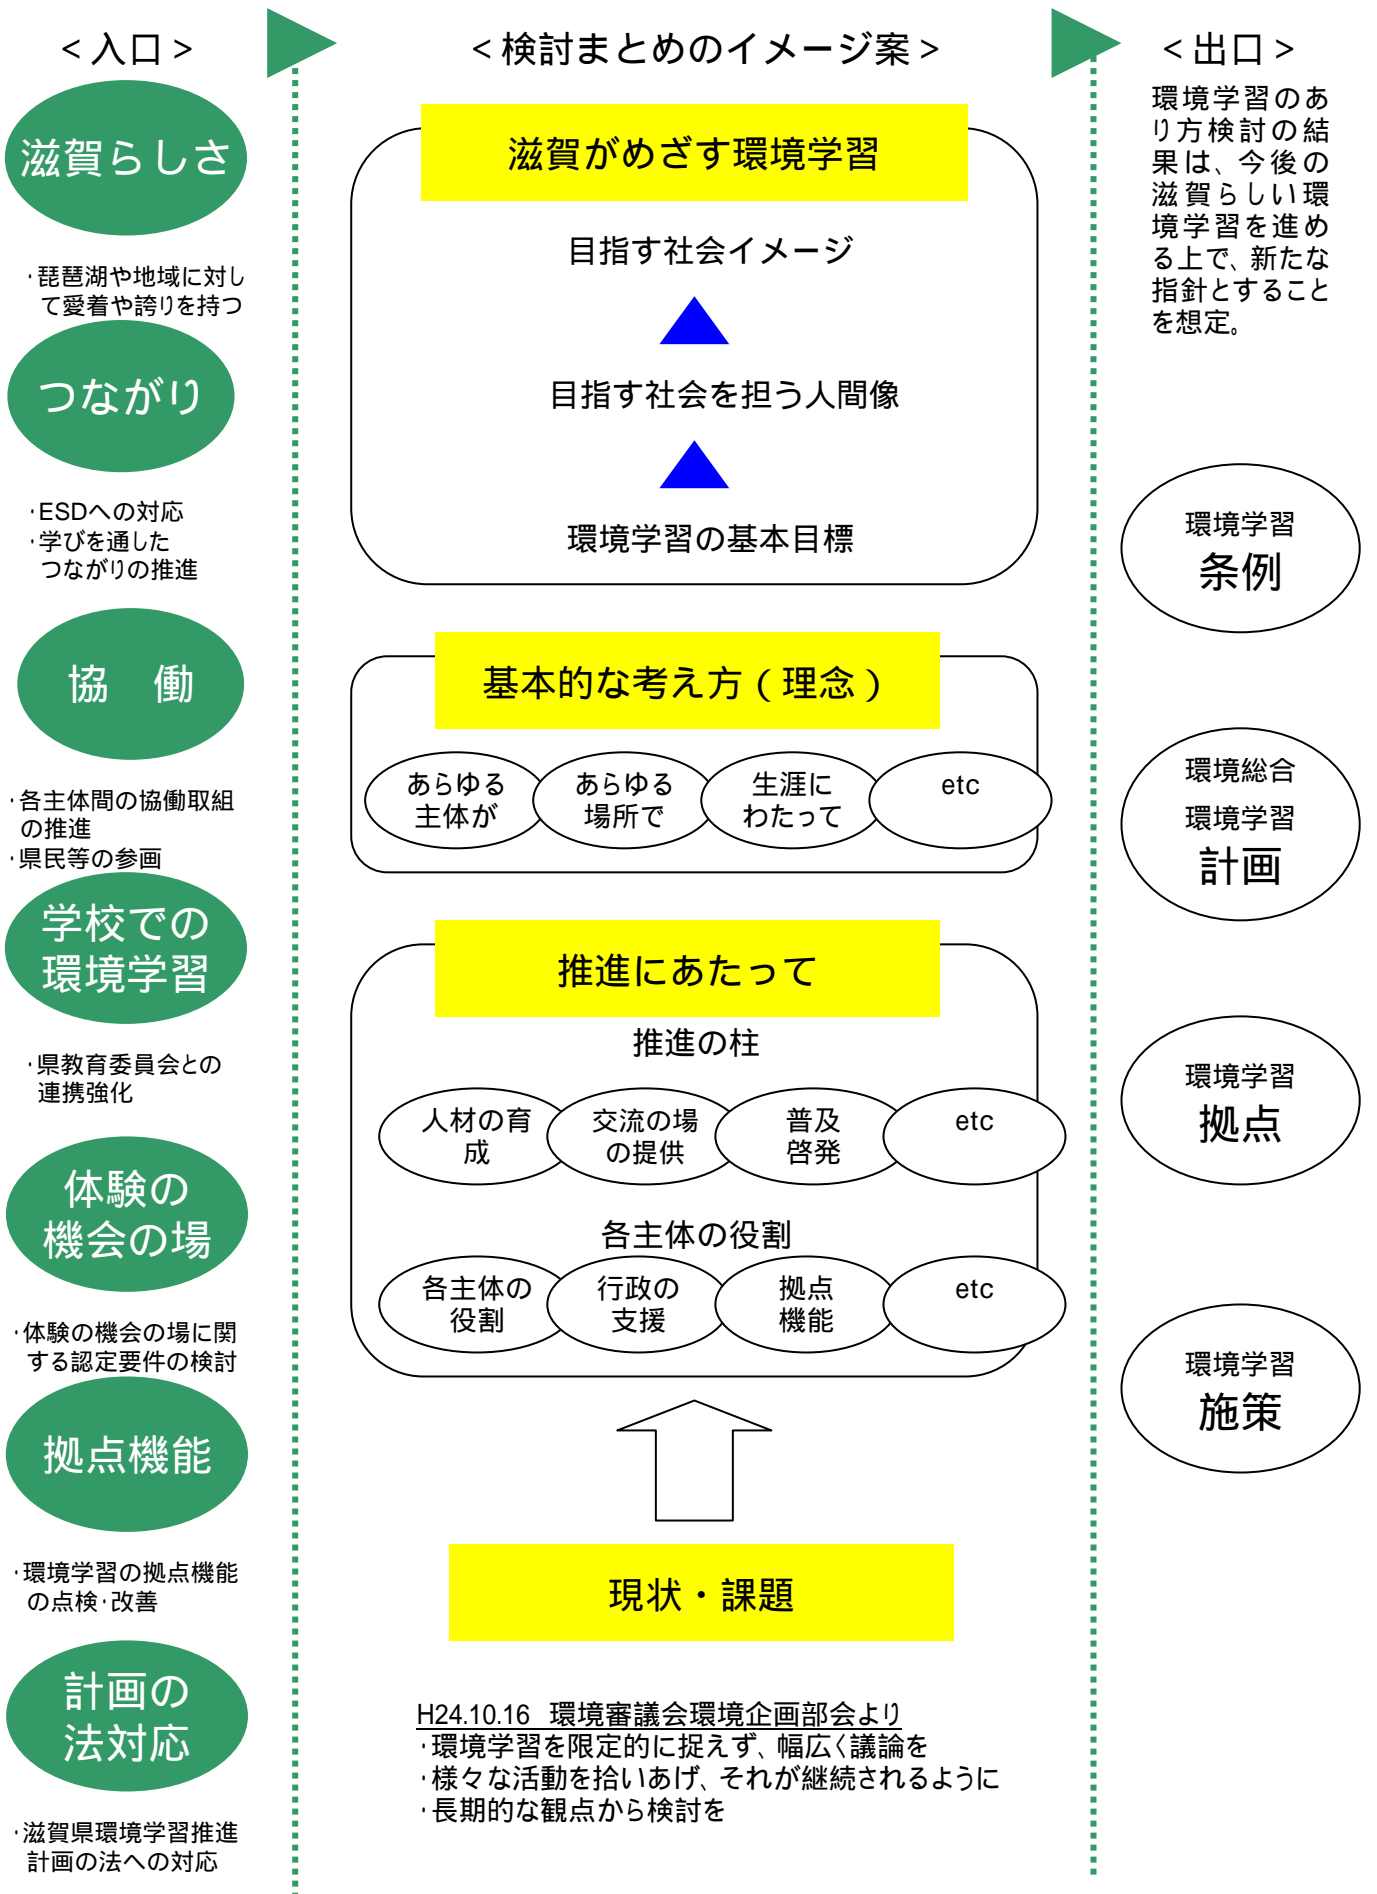 ＜入口＞
滋賀らしさ
･琵琶湖や地域に対し
て愛着や誇りを持つ
つながり
･ESDへの対応
･学びを通した
つながりの推進
協　働
･各主体間の協働取組
の推進
･県民等の参画
学校での
環境学習
･県教育委員会との
連携強化
体験の
機会の場
･体験の機会の場に関
する認定要件の検討
拠点機能
･環境学習の拠点機能
の点検･改善
計画の
法対応
･滋賀県環境学習推進
計画の法への対応
＜検討まとめのイメージ案＞
滋賀がめざす環境学習
目指す社会イメージ
目指す社会を担う人間像
環境学習の基本目標
基本的な考え方（理念）
あらゆる
主体が
あらゆる
場所で
生涯に
わたって
etc
推進にあたって
推進の柱
人材の育
成
交流の場
の提供
普及
啓発
etc
各主体の役割
各主体の
役割
行政の
支援
拠点
機能
etc
現状・課題
H24.10.16　環境審議会環境企画部会より
･環境学習を限定的に捉えず、幅広く議論を
･様々な活動を拾いあげ、それが継続されるように
･長期的な観点から検討を
＜出口＞
環境学習のあ
り方検討の結
果は、今後の
滋賀らしい環
境学習を進め
る上で、新たな
指針とすること
を想定。
環境学習
条例
環境総合
環境学習
計画
環境学習
拠点
環境学習
施策